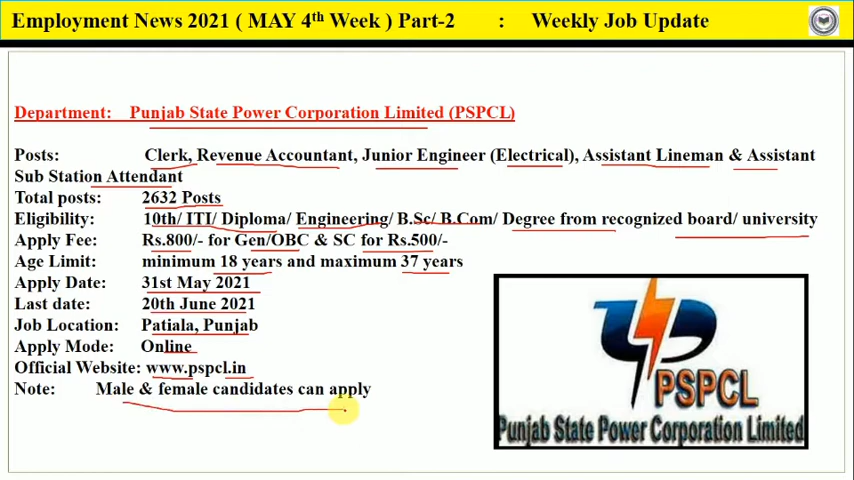 Employment News 2021 ( MAY 4th Week ) Part-2 : Weekly Job Update
Department: Punjab State Power Corporation Limited (PSPCL)
Posts: Clerk, Revenue Accountant, Junior Engineer (Electrical), Assistant Lineman & Assistant
Sub Station Attendant
Total posts: 2632 Posts
Eligibility: 10th/ ITI/ Diploma/ Engineering/ B.Sc/ B.Com/ Degree from recognized board/ university
Apply Fee: Rs.800/- for Gen/OBC & SC for Rs.500/-
Age Limit: minimum 18 years and maximum 37 years
Apply Date: 31st May 2021
Last date: 20th June 2021
Job Location: Patiala, Punjab
Apply Mode: Online
Official Website: www.pspcl.in
Note: Male & female candidates can apply
PSPCL
Punjab State Power Corporation Limited